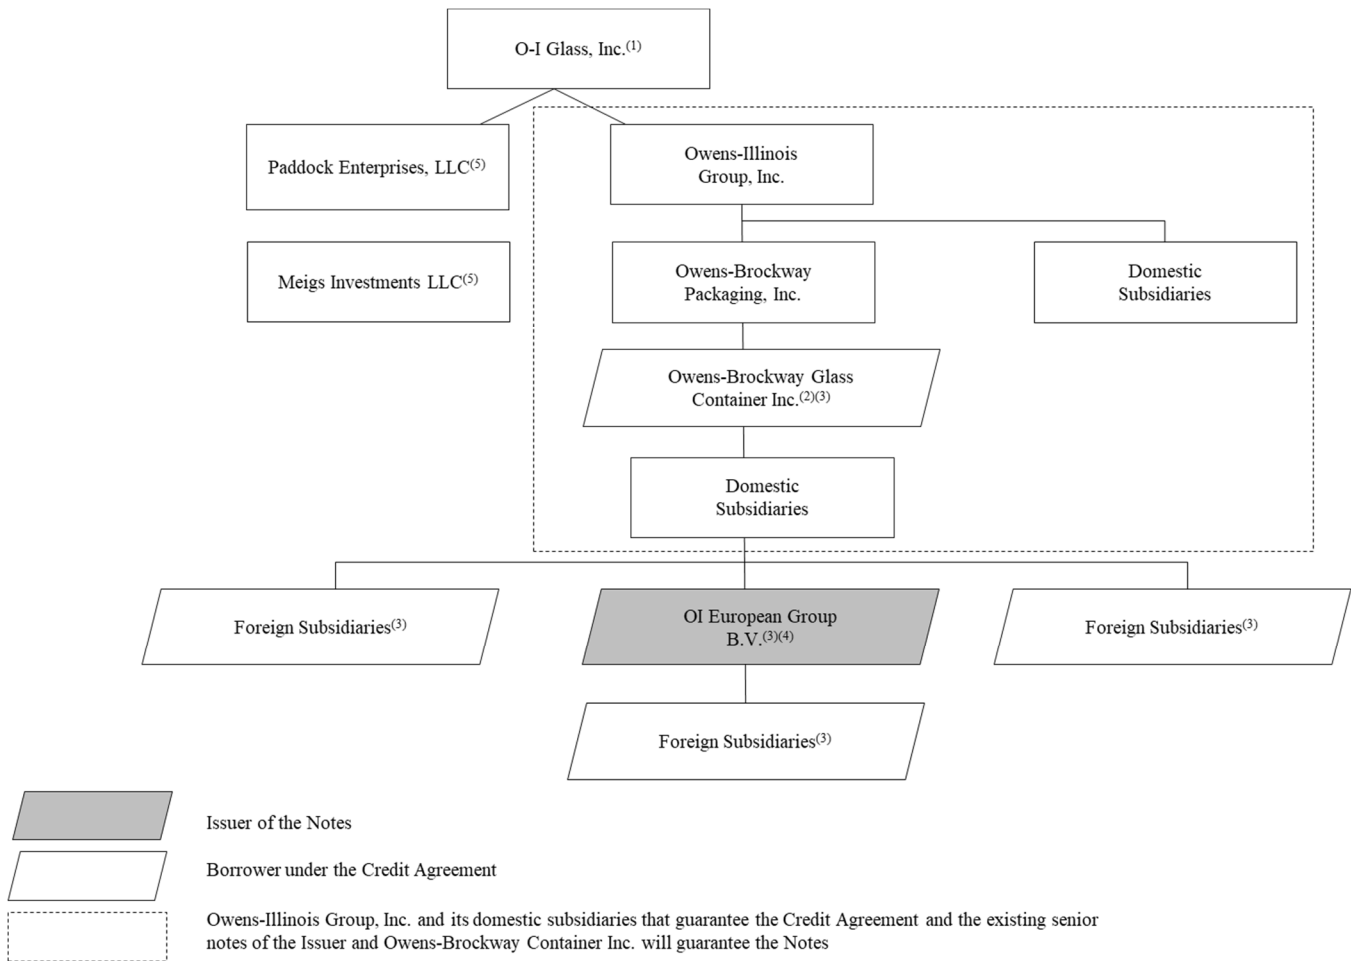 O-I Glass, Inc.(1)
Paddock Enterprises, LLC(5)
Owens-Illinois
Group, Inc.
Meigs Investments LLC(5)
Owens-Brockway
Packaging, Inc.
Domestic
Subsidiaries
Owens-Brockway Glass
Container Inc.(2)(3)
Domestic
Subsidiaries
Foreign Subsidiaries(3)
OI European Group
B.V.(3)(4)
Foreign Subsidiaries(3)
Foreign Subsidiaries(3)
Issuer of the Notes
Borrower under the Credit Agreement
Owens-Illinois Group, Inc. and its domestic subsidiaries that guarantee the Credit Agreement and the existing senior
notes of the Issuer and Owens-Brockway Container Inc. will guarantee the Notes